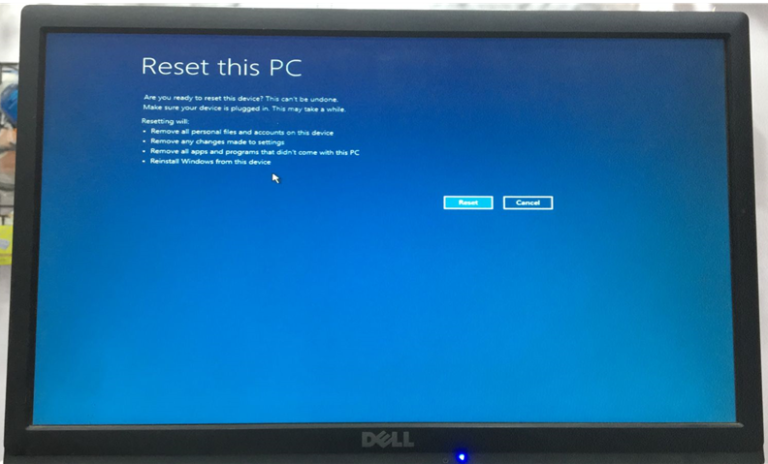 Reset this PC
Are you ready to reset this device? This can't be undone.
Make sure your device is plugged in. This may take a while.
Resetting will:
• Remove all personal files and accounts on this device
• Remove any changes made to settings
• Remove all apps and programs that didn't come with this PC
• Reinstall Windows from this device
Reset Cancel
DELL